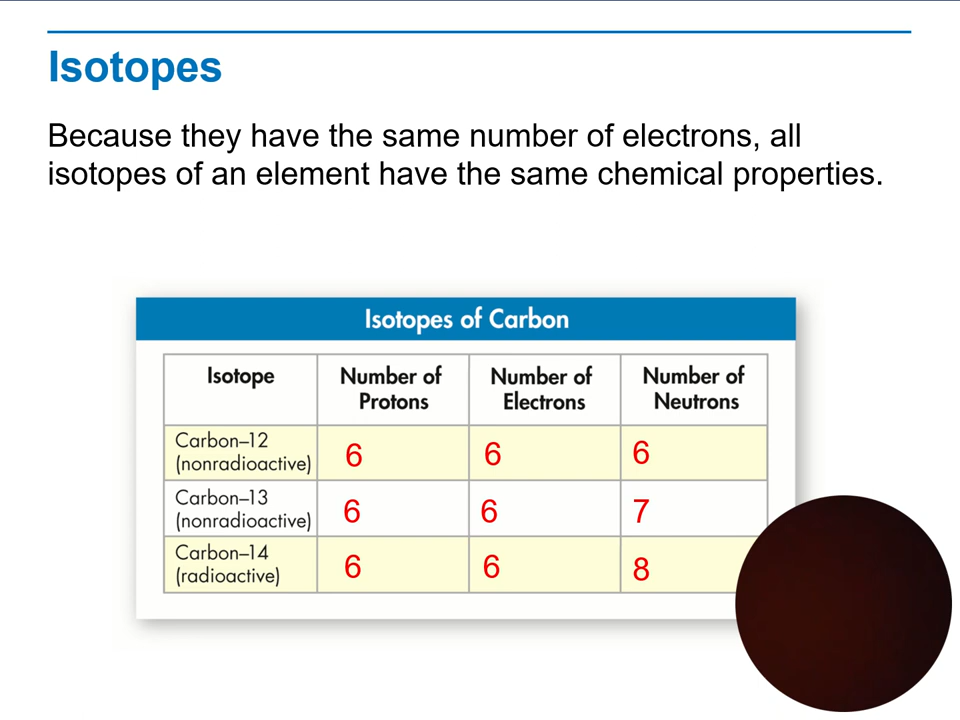 Isotopes
Because they have the same number of electrons, all
isotopes of an element have the same chemical properties.
Isotopes of Carbon
Isotope Number of Protons Number of Electrons Number of Neutrons
Carbon–12 (nonradioactive) 6 6 6
Carbon–13 (nonradioactive) 6 6 7
Carbon–14 (radioactive) 6 6 8